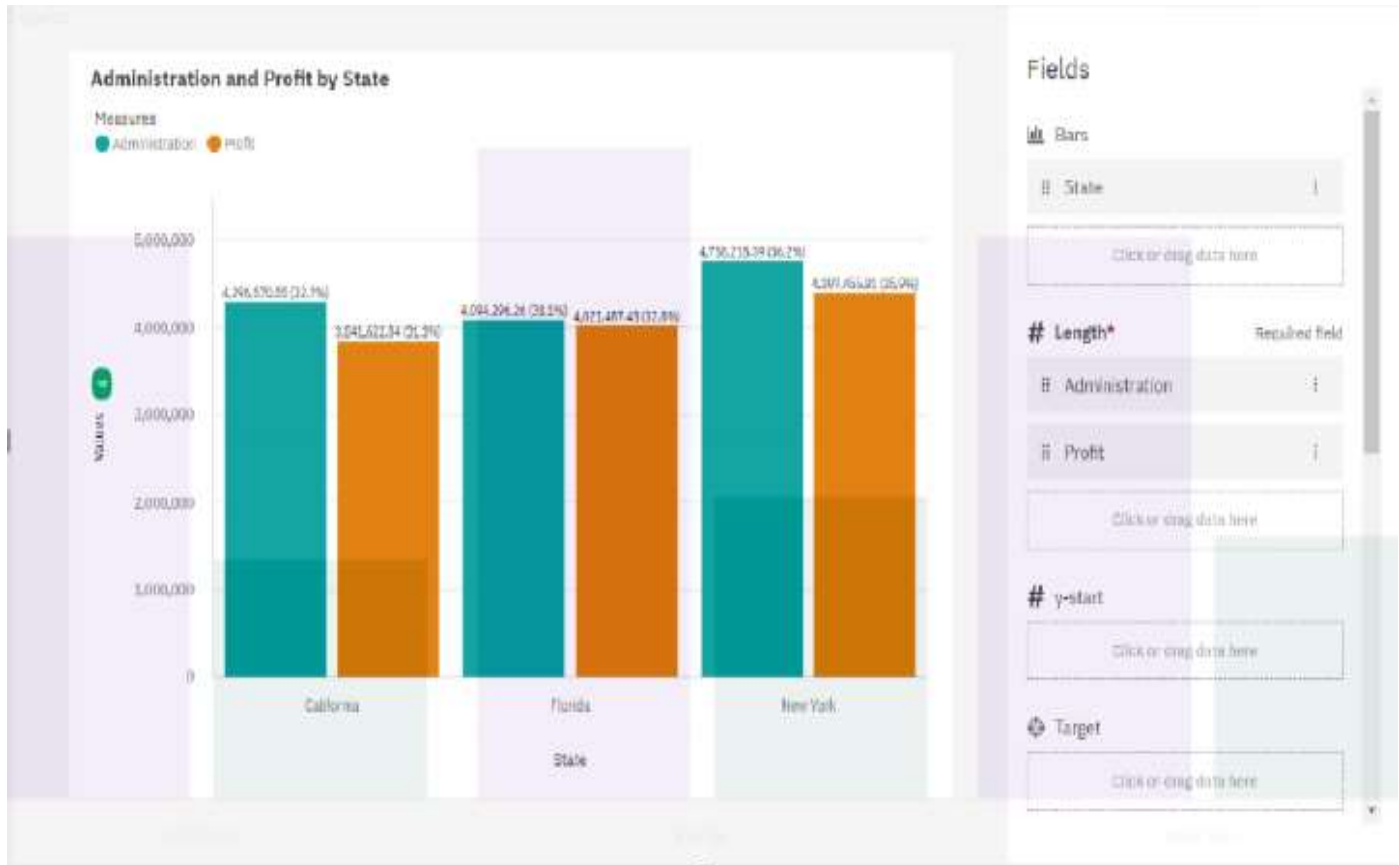 Administration and Profit by State
Measures
Administration Profit
5,000,000
4,000,000
3,000,000
2,000,000
1,000,000
0
Values
California
Florida
New York
State
Fields
Bars
State
Click or drag data here
# Length* Required field
Administration
Profit
Click or drag data here
# y-start
Click or drag data here
Target
Click or drag data here